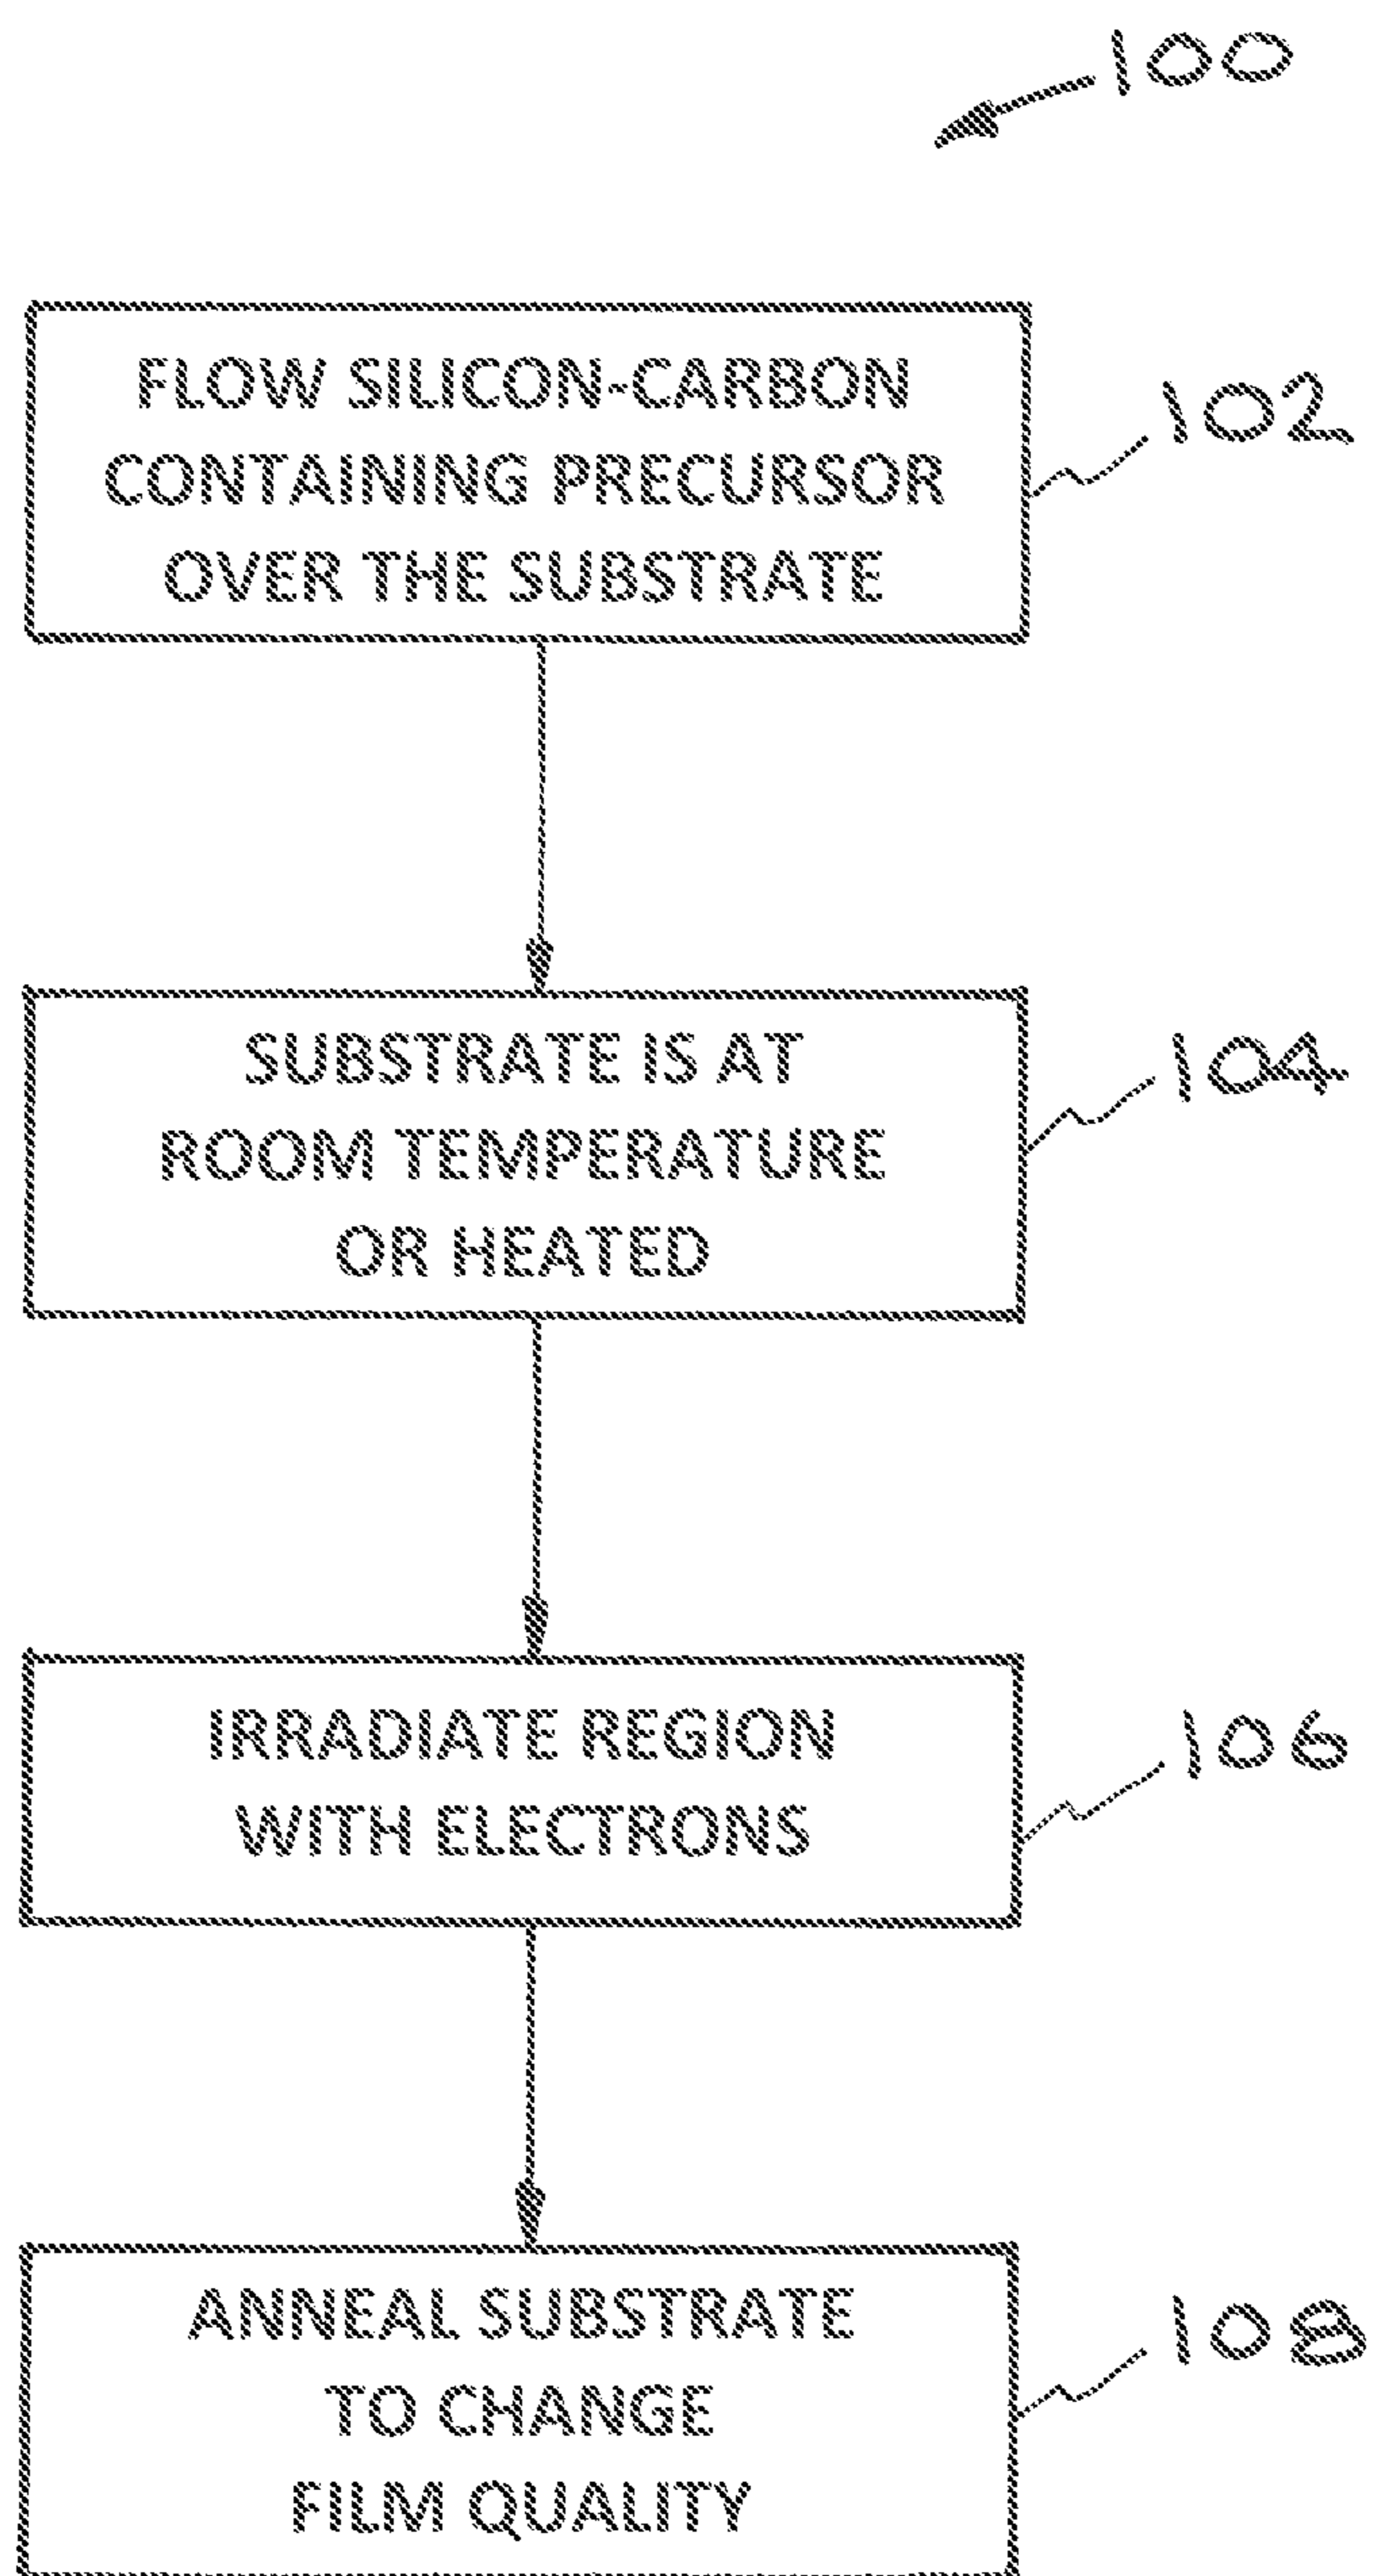 100
FLOW SILICON-CARBON
CONTAINING PRECURSOR
OVER THE SUBSTRATE
102
SUBSTRATE IS AT
ROOM TEMPERATURE
OR HEATED
104
IRRADIATE REGION
WITH ELECTRONS
106
ANNEAL SUBSTRATE
TO CHANGE
FILM QUALITY
108